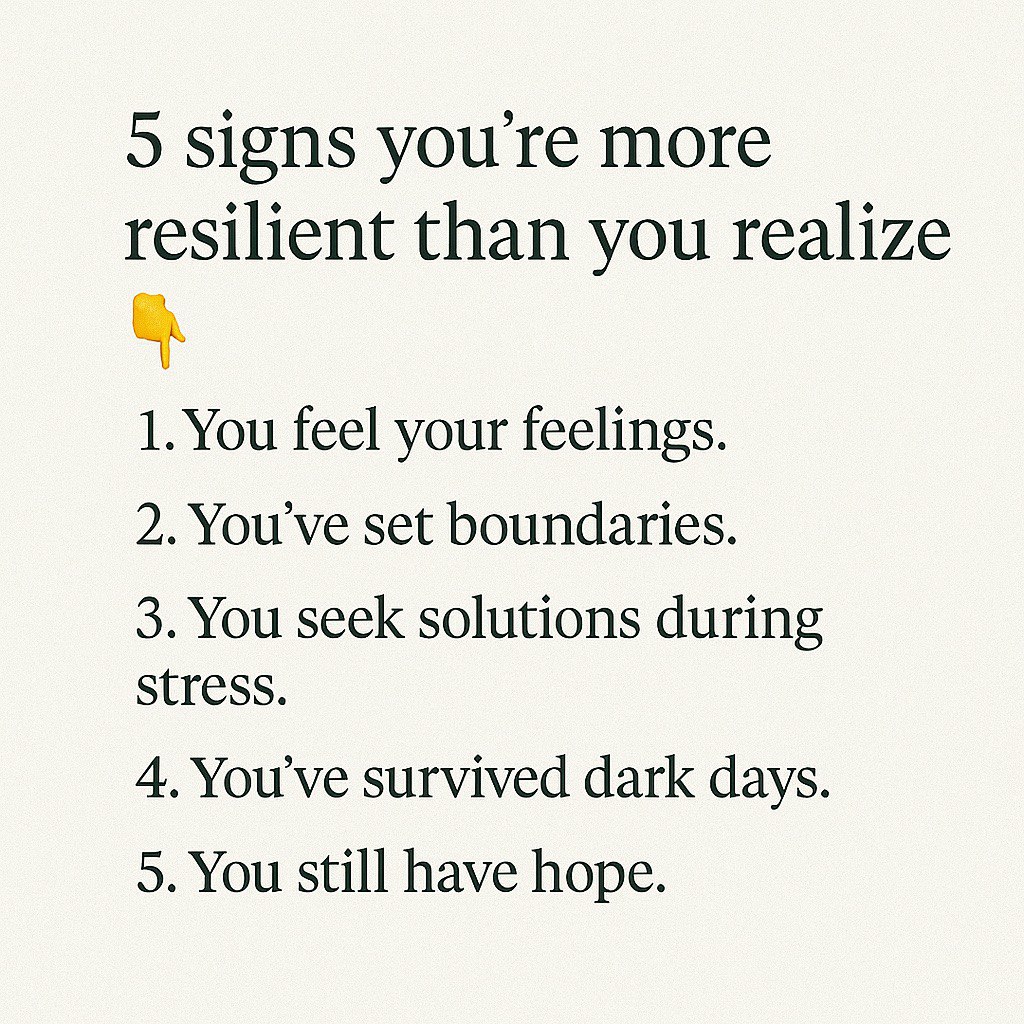 5 signs you’re more
resilient than you realize
👇
1. You feel your feelings.
2. You’ve set boundaries.
3. You seek solutions during
stress.
4. You’ve survived dark days.
5. You still have hope.